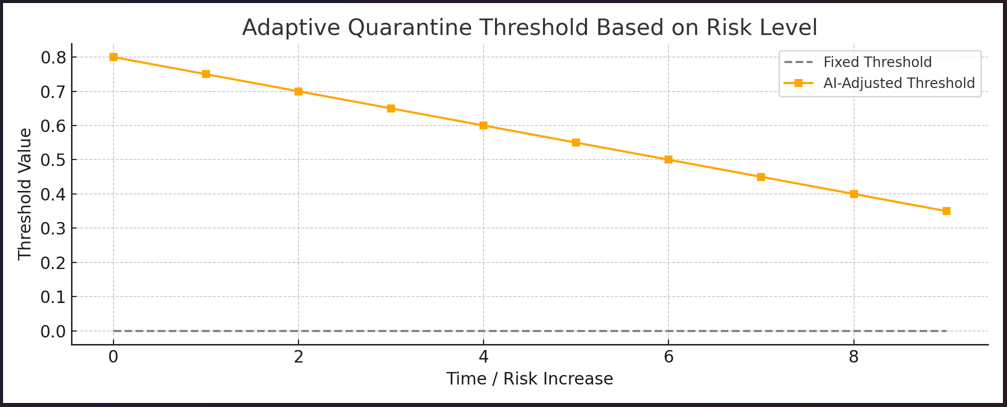 Adaptive Quarantine Threshold Based on Risk Level
Fixed Threshold
AI-Adjusted Threshold
Threshold Value
0.8
0.7
0.6
0.5
0.4
0.3
0.2
0.1
0.0
0 2 4 6 8
Time / Risk Increase